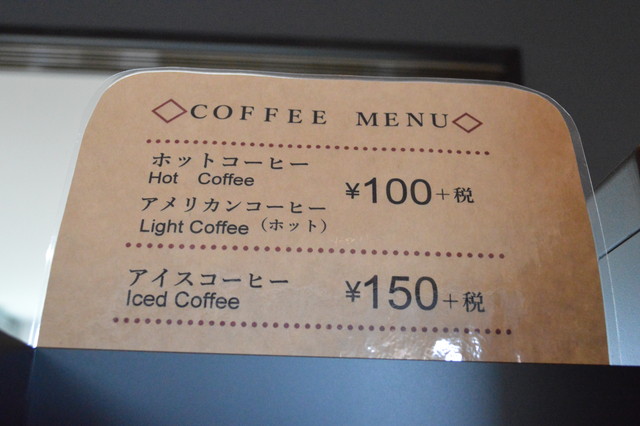 ◇COFFEE MENU◇
ホットコーヒー
Hot Coffee
¥100+税
アメリカンコーヒー
Light Coffee（ホット）
アイスコーヒー
Iced Coffee
¥150+税